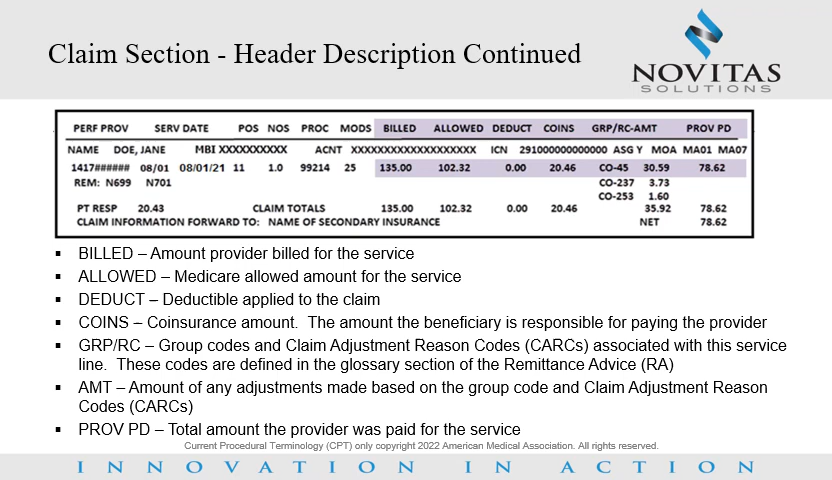 Claim Section - Header Description Continued
NOVITAS
SOLUTIONS
PERF PROV SERV DATE POS NOS PROC MODS BILLED ALLOWED DEDUCT COINS GRP/RC-AMT PROV PD
NAME DOE, JANE MBI XXXXXXXXXX ACNT XXXXXXXXXXXXXXXXXXX ICN 291000000000000 ASG Y MOA MA01 MA07
1417###### 08/01 08/01/21 11 1.0 99214 25 135.00 102.32 0.00 20.46 CO-45 30.59 78.62
REM: N699 N701 CO-237 3.73
CO-253 1.60
PT RESP 20.43 CLAIM TOTALS 135.00 102.32 0.00 20.46 35.92 78.62
CLAIM INFORMATION FORWARD TO: NAME OF SECONDARY INSURANCE NET 78.62
▪ BILLED – Amount provider billed for the service
▪ ALLOWED – Medicare allowed amount for the service
▪ DEDUCT – Deductible applied to the claim
▪ COINS – Coinsurance amount. The amount the beneficiary is responsible for paying the provider
▪ GRP/RC – Group codes and Claim Adjustment Reason Codes (CARCs) associated with this service
line. These codes are defined in the glossary section of the Remittance Advice (RA)
▪ AMT – Amount of any adjustments made based on the group code and Claim Adjustment Reason
Codes (CARCs)
▪ PROV PD – Total amount the provider was paid for the service
Current Procedural Terminology (CPT) only copyright 2022 American Medical Association. All rights reserved.
INNOVATION IN ACTION